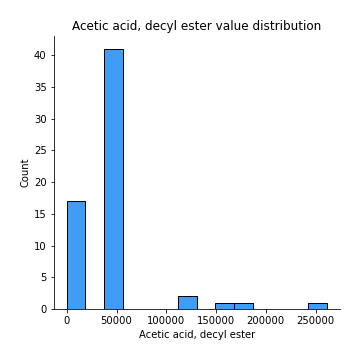 Acetic acid, decyl ester value distribution
40
35
30
25
20
15
10
5
0
Count
0 50000 100000 150000 200000 250000
Acetic acid, decyl ester